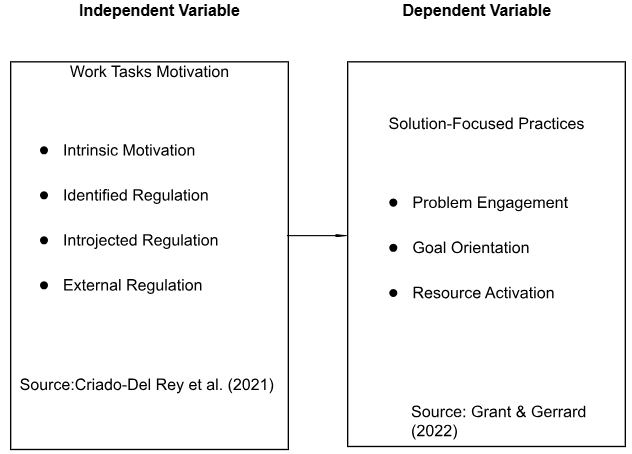 Independent Variable
Dependent Variable
Work Tasks Motivation
● Intrinsic Motivation
● Identified Regulation
● Introjected Regulation
● External Regulation
Source:Criado-Del Rey et al. (2021)
Solution-Focused Practices
● Problem Engagement
● Goal Orientation
● Resource Activation
Source: Grant & Gerrard
(2022)